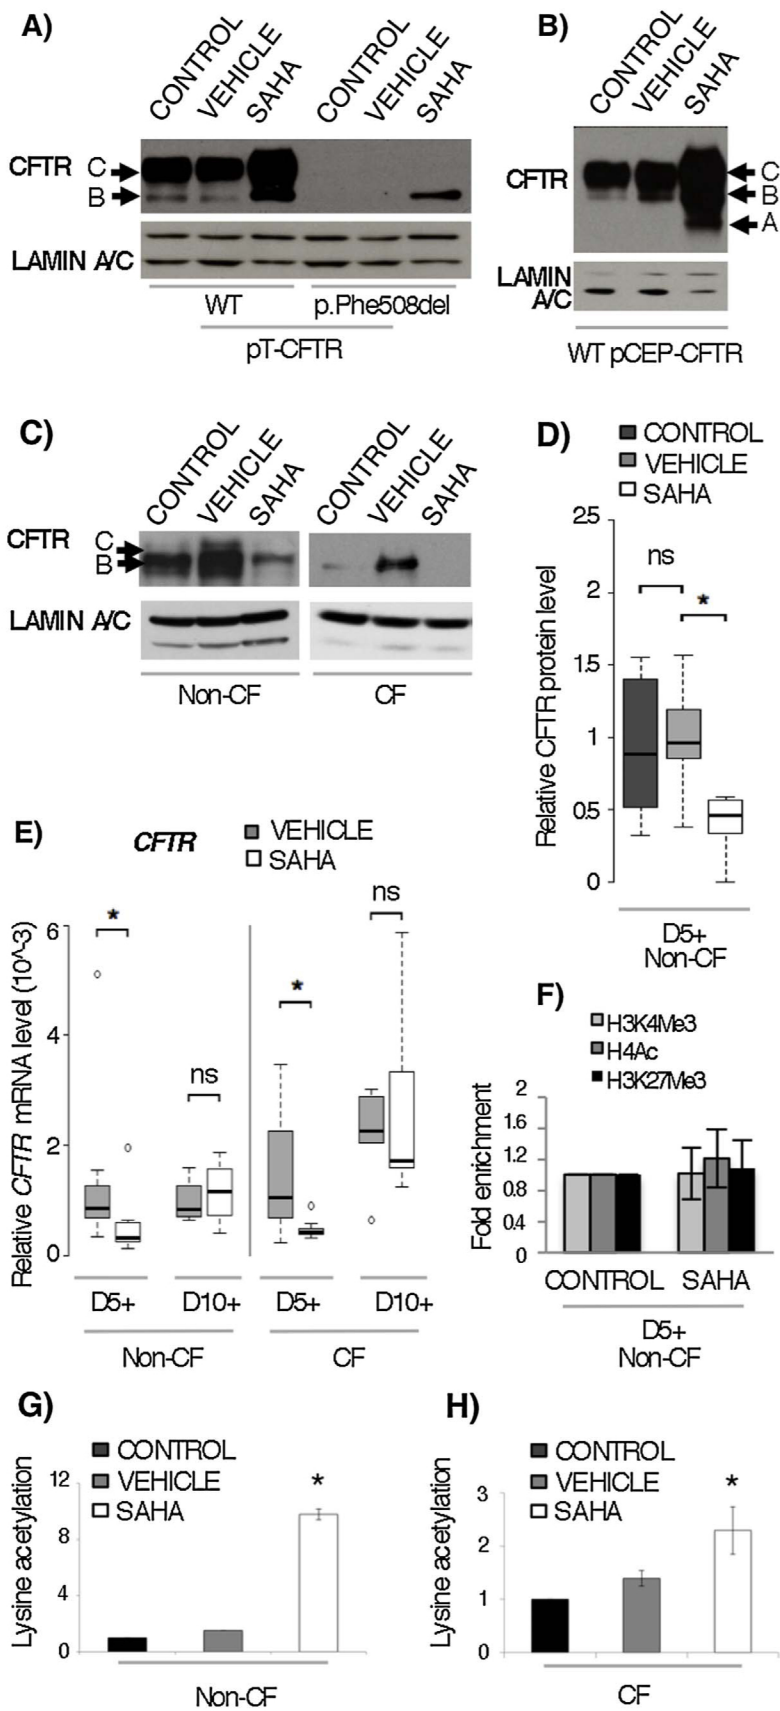 A)
CONTROL
VEHICLE
SAHA
CONTROL
VEHICLE
SAHA
CFTR
C
B
LAMIN A/C
WT
p.Phe508del
pT-CFTR
B)
CONTROL
VEHICLE
SAHA
CFTR
C
B
A
LAMIN
A/C
WT pCEP-CFTR
C)
CONTROL
VEHICLE
SAHA
CONTROL
VEHICLE
SAHA
CFTR
C
B
LAMIN A/C
Non-CF
CF
D)
CONTROL
VEHICLE
SAHA
Relative CFTR protein level
25
2
15
1
0.5
0
ns
*
D5+
Non-CF
E)
CFTR
VEHICLE
SAHA
Relative CFTR mRNA level (10^-3)
6
4
2
0
*
ns
*
ns
D5+
D10+
D5+
D10+
Non-CF
CF
F)
H3K4Me3
H4Ac
H3K27Me3
Fold enrichment
2
1.6
1.2
0.8
0.4
0
CONTROL
SAHA
D5+
Non-CF
G)
CONTROL
VEHICLE
SAHA
Lysine acetylation
12
8
4
0
*
Non-CF
H)
CONTROL
VEHICLE
SAHA
Lysine acetylation
3
2
1
0
*
CF